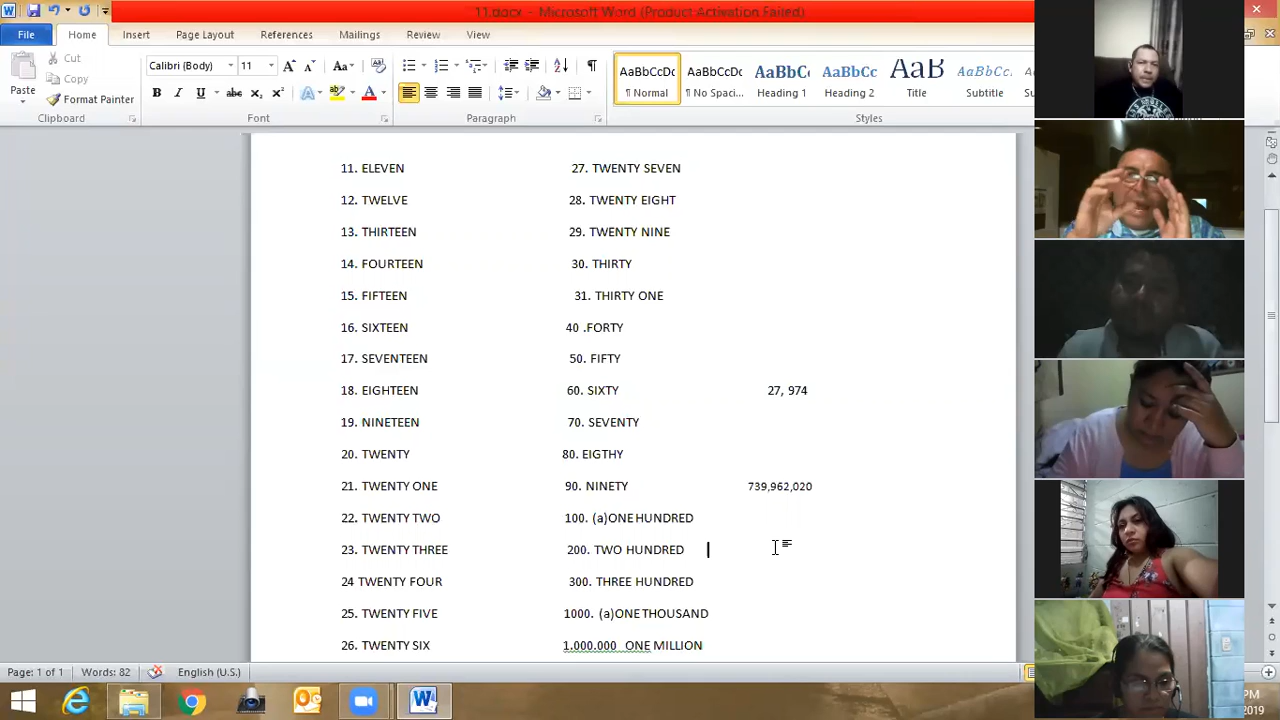 11.docx - Microsoft Word (Product Activation Failed)
File Home Insert Page Layout References Mailings Review View
Cut
Copy
Paste
Format Painter
Clipboard
Calibri (Body) 11
Font
Paragraph
AaBbCcDc AaBbCcDc AaBbC AaBbCc AaB AaBbCcL
¶ Normal ¶ No Spaci... Heading 1 Heading 2 Title Subtitle
Styles
11. ELEVEN 27. TWENTY SEVEN
12. TWELVE 28. TWENTY EIGHT
13. THIRTEEN 29. TWENTY NINE
14. FOURTEEN 30. THIRTY
15. FIFTEEN 31. THIRTY ONE
16. SIXTEEN 40 .FORTY
17. SEVENTEEN 50. FIFTY
18. EIGHTEEN 60. SIXTY 27, 974
19. NINETEEN 70. SEVENTY
20. TWENTY 80. EIGTHY
21. TWENTY ONE 90. NINETY 739,962,020
22. TWENTY TWO 100. (a)ONE HUNDRED
23. TWENTY THREE 200. TWO HUNDRED
24 TWENTY FOUR 300. THREE HUNDRED
25. TWENTY FIVE 1000. (a)ONE THOUSAND
26. TWENTY SIX 1.000.000 ONE MILLION
Page: 1 of 1 Words: 82 English (U.S.)
PM
2019